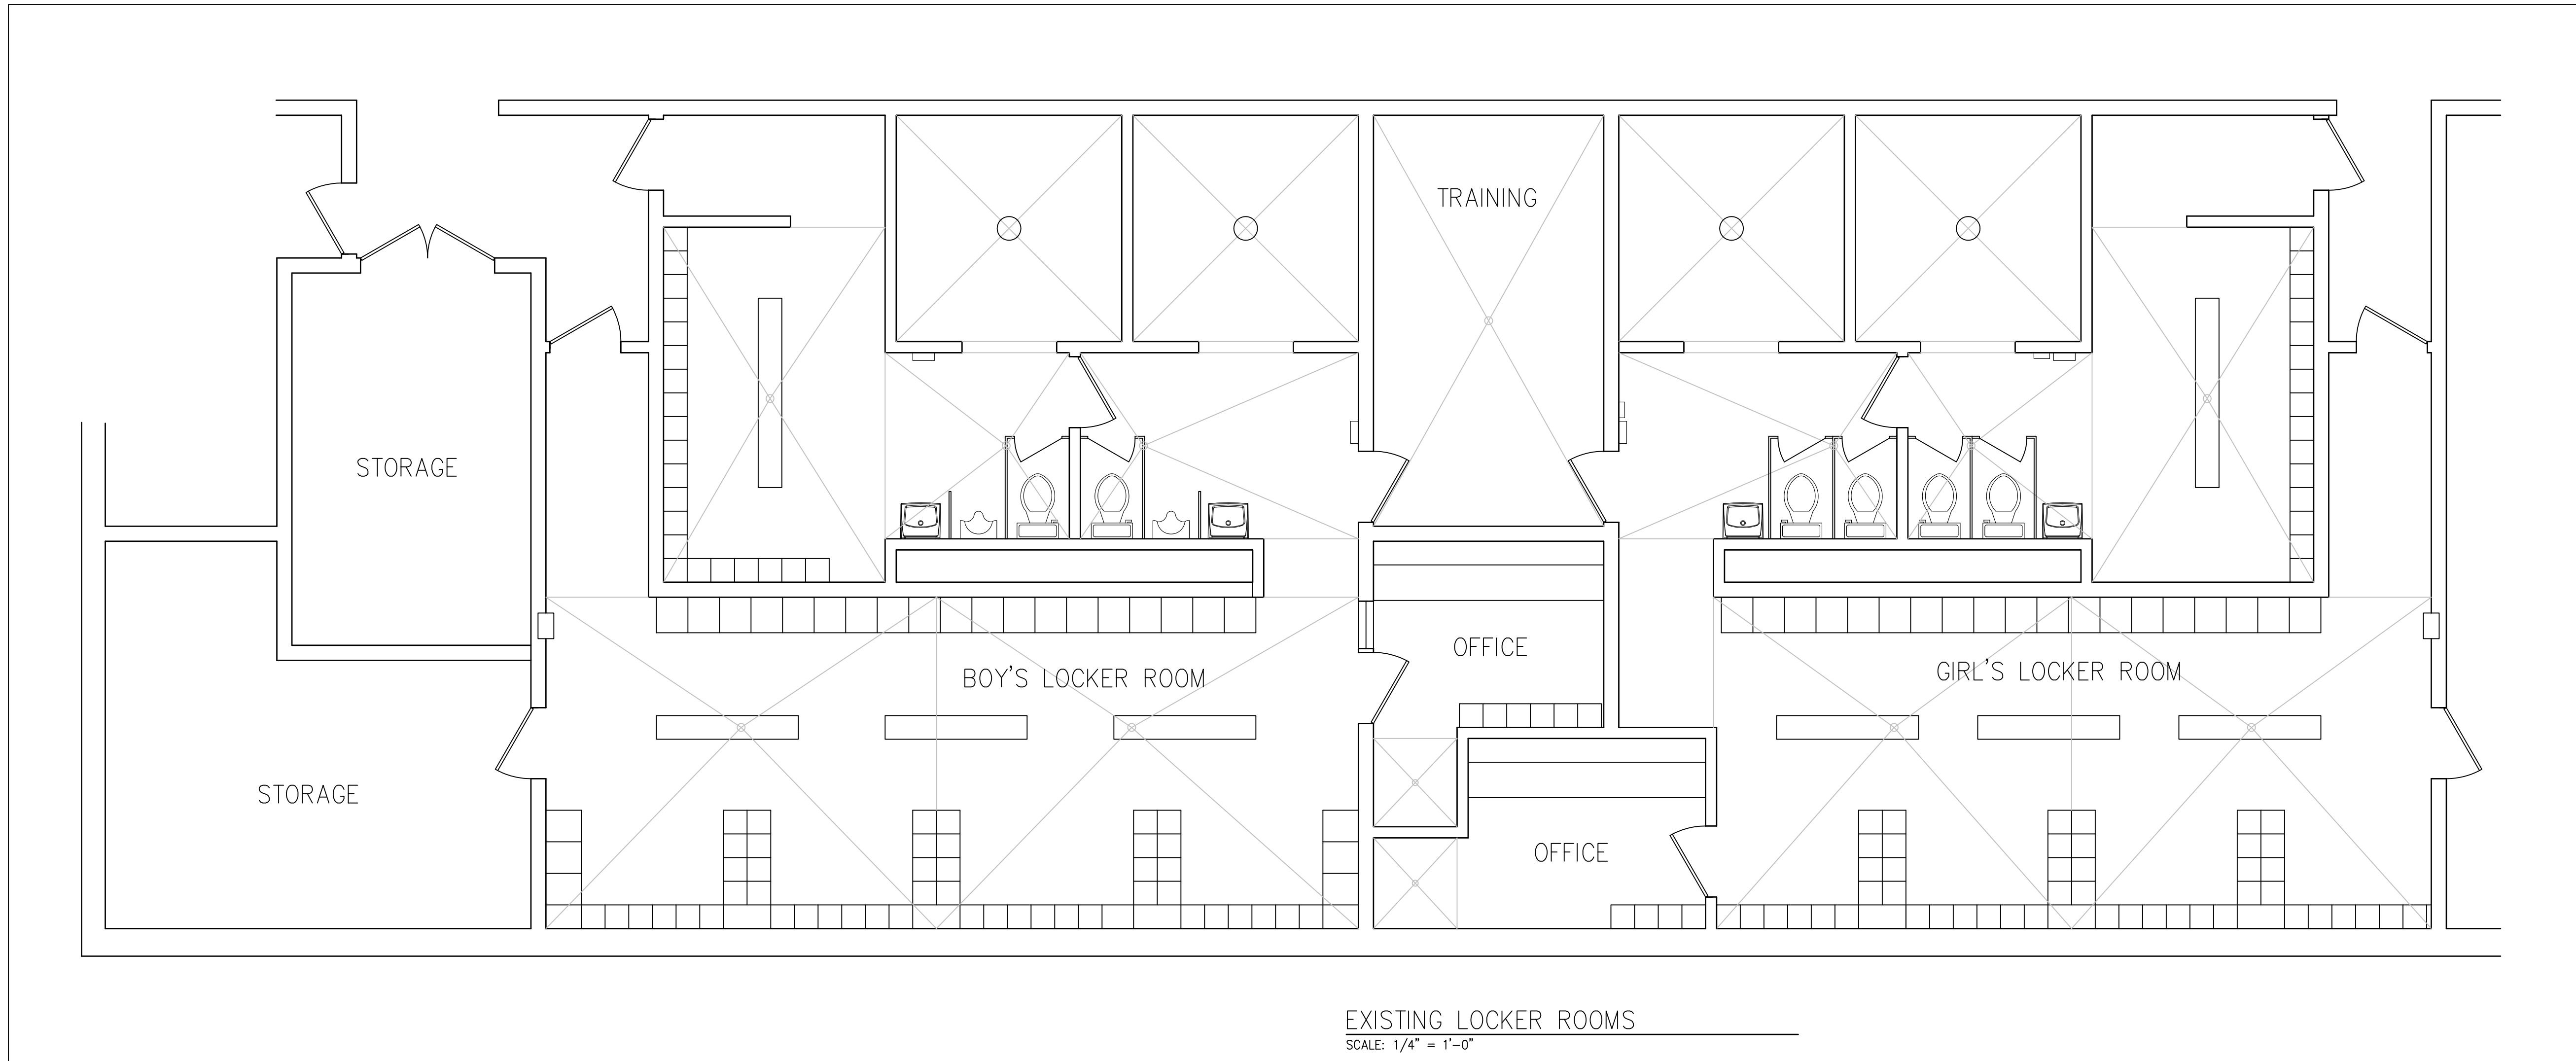 TRAINING
STORAGE
OFFICE
BOY'S LOCKER ROOM
GIRL'S LOCKER ROOM
STORAGE
OFFICE
EXISTING LOCKER ROOMS
SCALE: 1/4" = 1'-0"